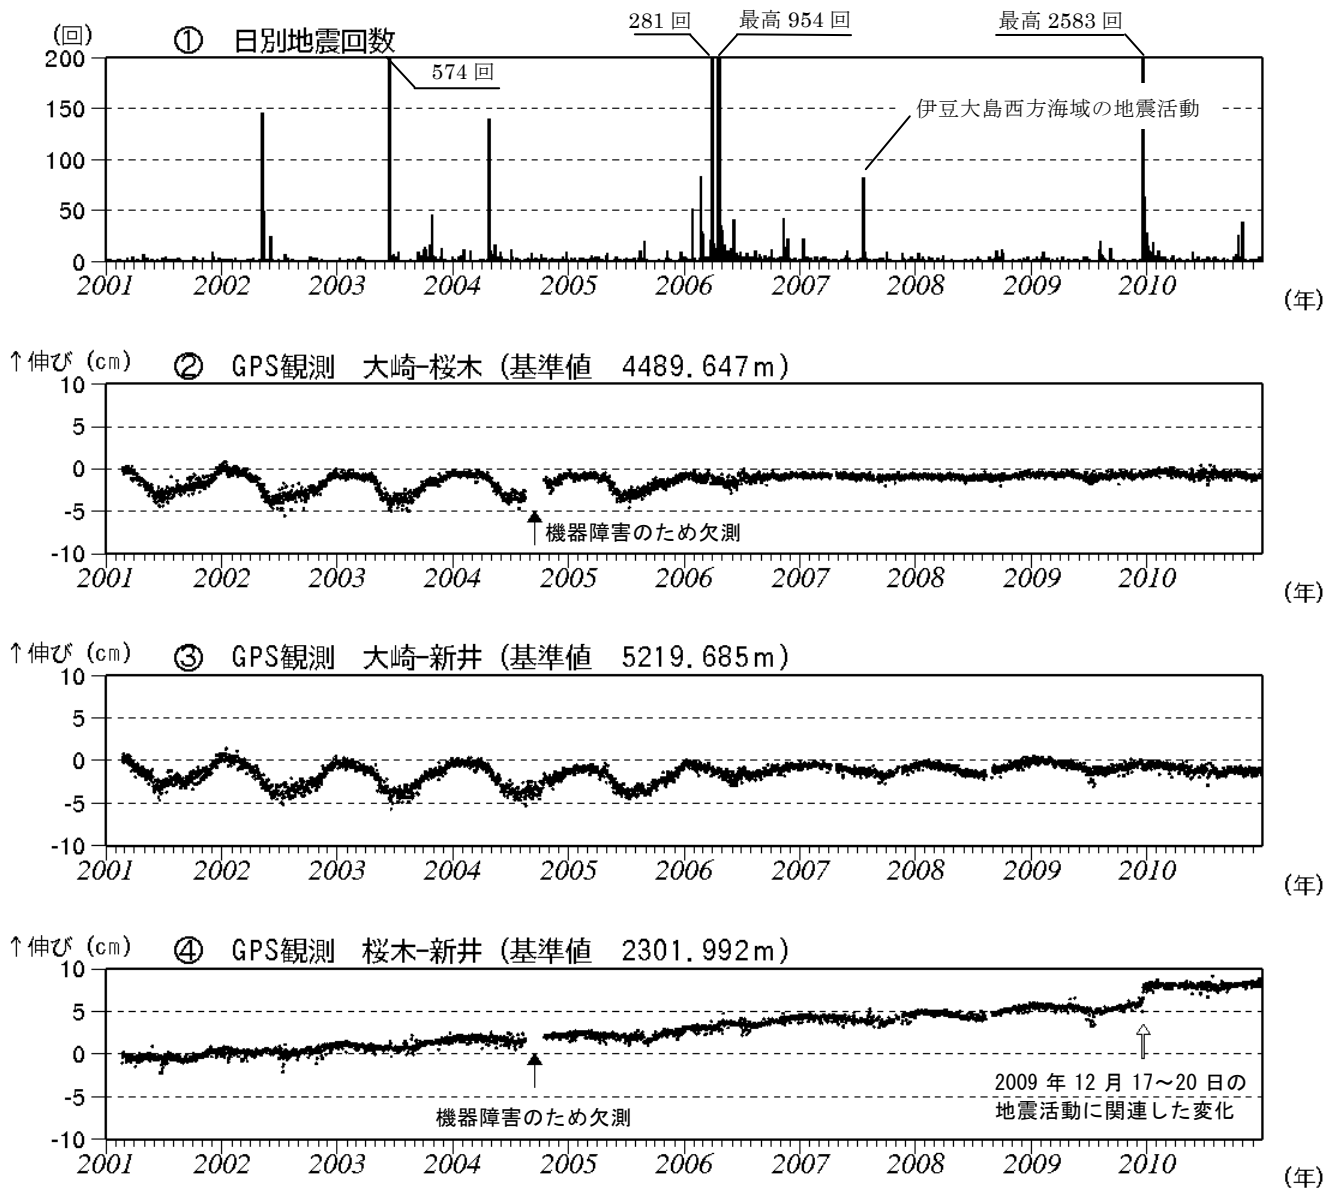 281 回 最高 954 回 最高 2583 回
(回) ① 日別地震回数
200
574 回
150
伊豆大島西方海域の地震活動
100
50
0
2001 2002 2003 2004 2005 2006 2007 2008 2009 2010
(年)
↑伸び (cm) ② GPS観測 大崎-桜木 (基準値 4489.647m)
10
5
0
-5
機器障害のため欠測
-10
2001 2002 2003 2004 2005 2006 2007 2008 2009 2010
(年)
↑伸び (cm) ③ GPS観測 大崎-新井 (基準値 5219.685m)
10
5
0
-5
-10
2001 2002 2003 2004 2005 2006 2007 2008 2009 2010
(年)
↑伸び (cm) ④ GPS観測 桜木-新井 (基準値 2301.992m)
10
5
0
-5
2009 年 12 月 17～20 日の
地震活動に関連した変化
機器障害のため欠測
-10
2001 2002 2003 2004 2005 2006 2007 2008 2009 2010
(年)